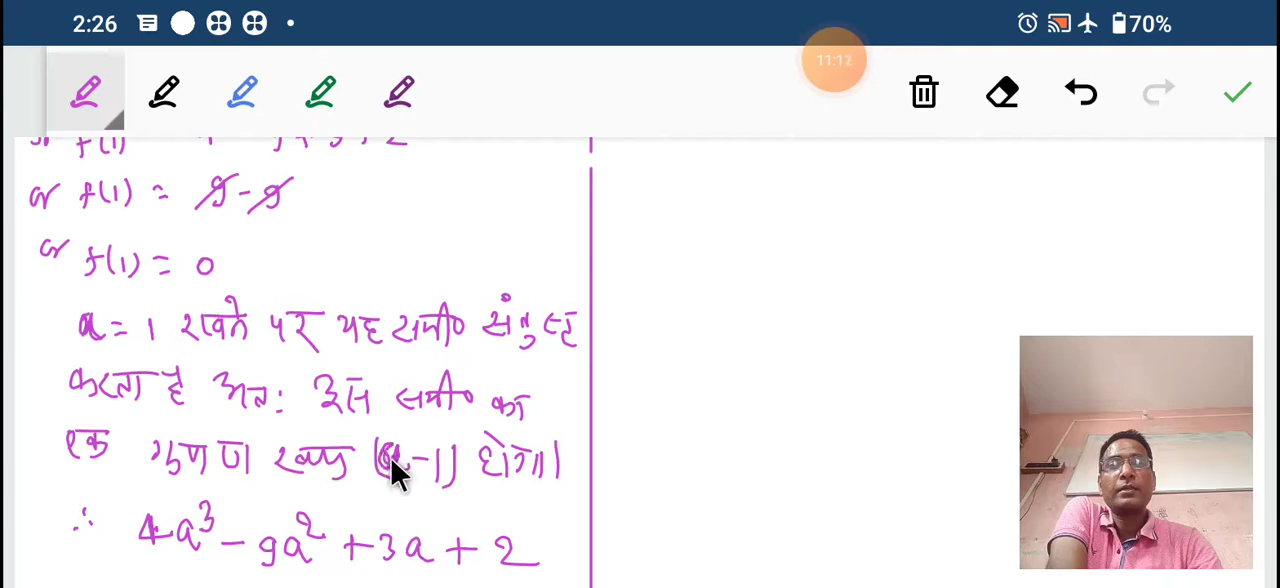 2:26
70%
11:12
or f(1) = 9 - 9
or f(1) = 0
a = 1 रखने पर यह समी० संतुष्ट
करता है अत: इस समी० का
एक गुणज खण्ड (a-1) होगा।
∴ 4a³ - 9a² + 3a + 2